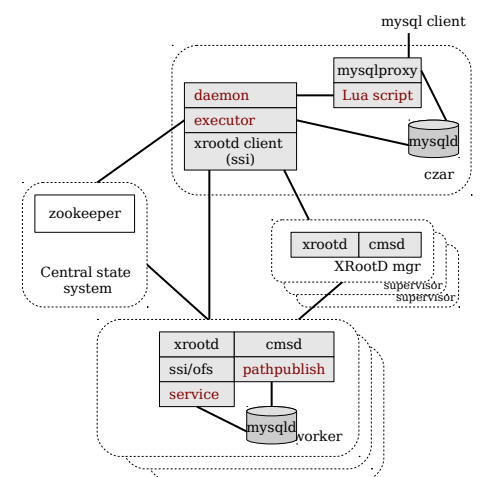 mysql client
mysqlproxy
daemon
Lua script
executor
xrootd client
(ssi)
mysqld
czar
zookeeper
Central state
system
xrootd
cmsd
XRootD mgr
supervisor
supervisor
xrootd
cmsd
ssi/ofs
pathpublish
service
mysqld
worker